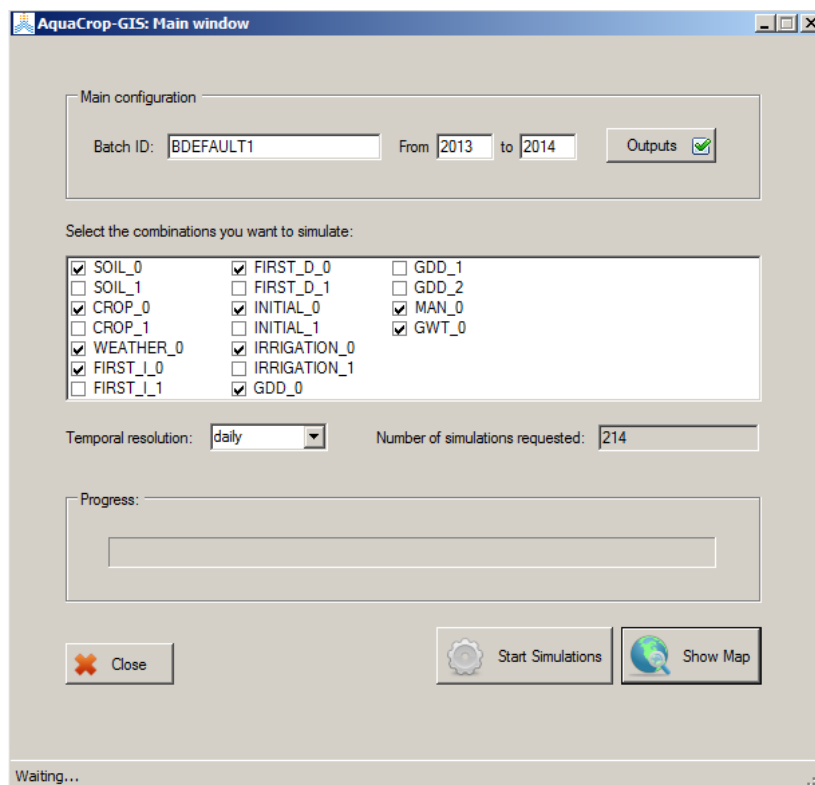 AquaCrop-GIS: Main window
Main configuration
Batch ID: BDEFAULT1 From 2013 to 2014 Outputs
Select the combinations you want to simulate:
SOIL_0 FIRST_D_0 GDD_1
SOIL_1 FIRST_D_1 GDD_2
CROP_0 INITIAL_0 MAN_0
CROP_1 INITIAL_1 GWT_0
WEATHER_0 IRRIGATION_0
FIRST_I_0 IRRIGATION_1
FIRST_I_1 GDD_0
Temporal resolution: daily Number of simulations requested: 214
Progress:
Close Start Simulations Show Map
Waiting...